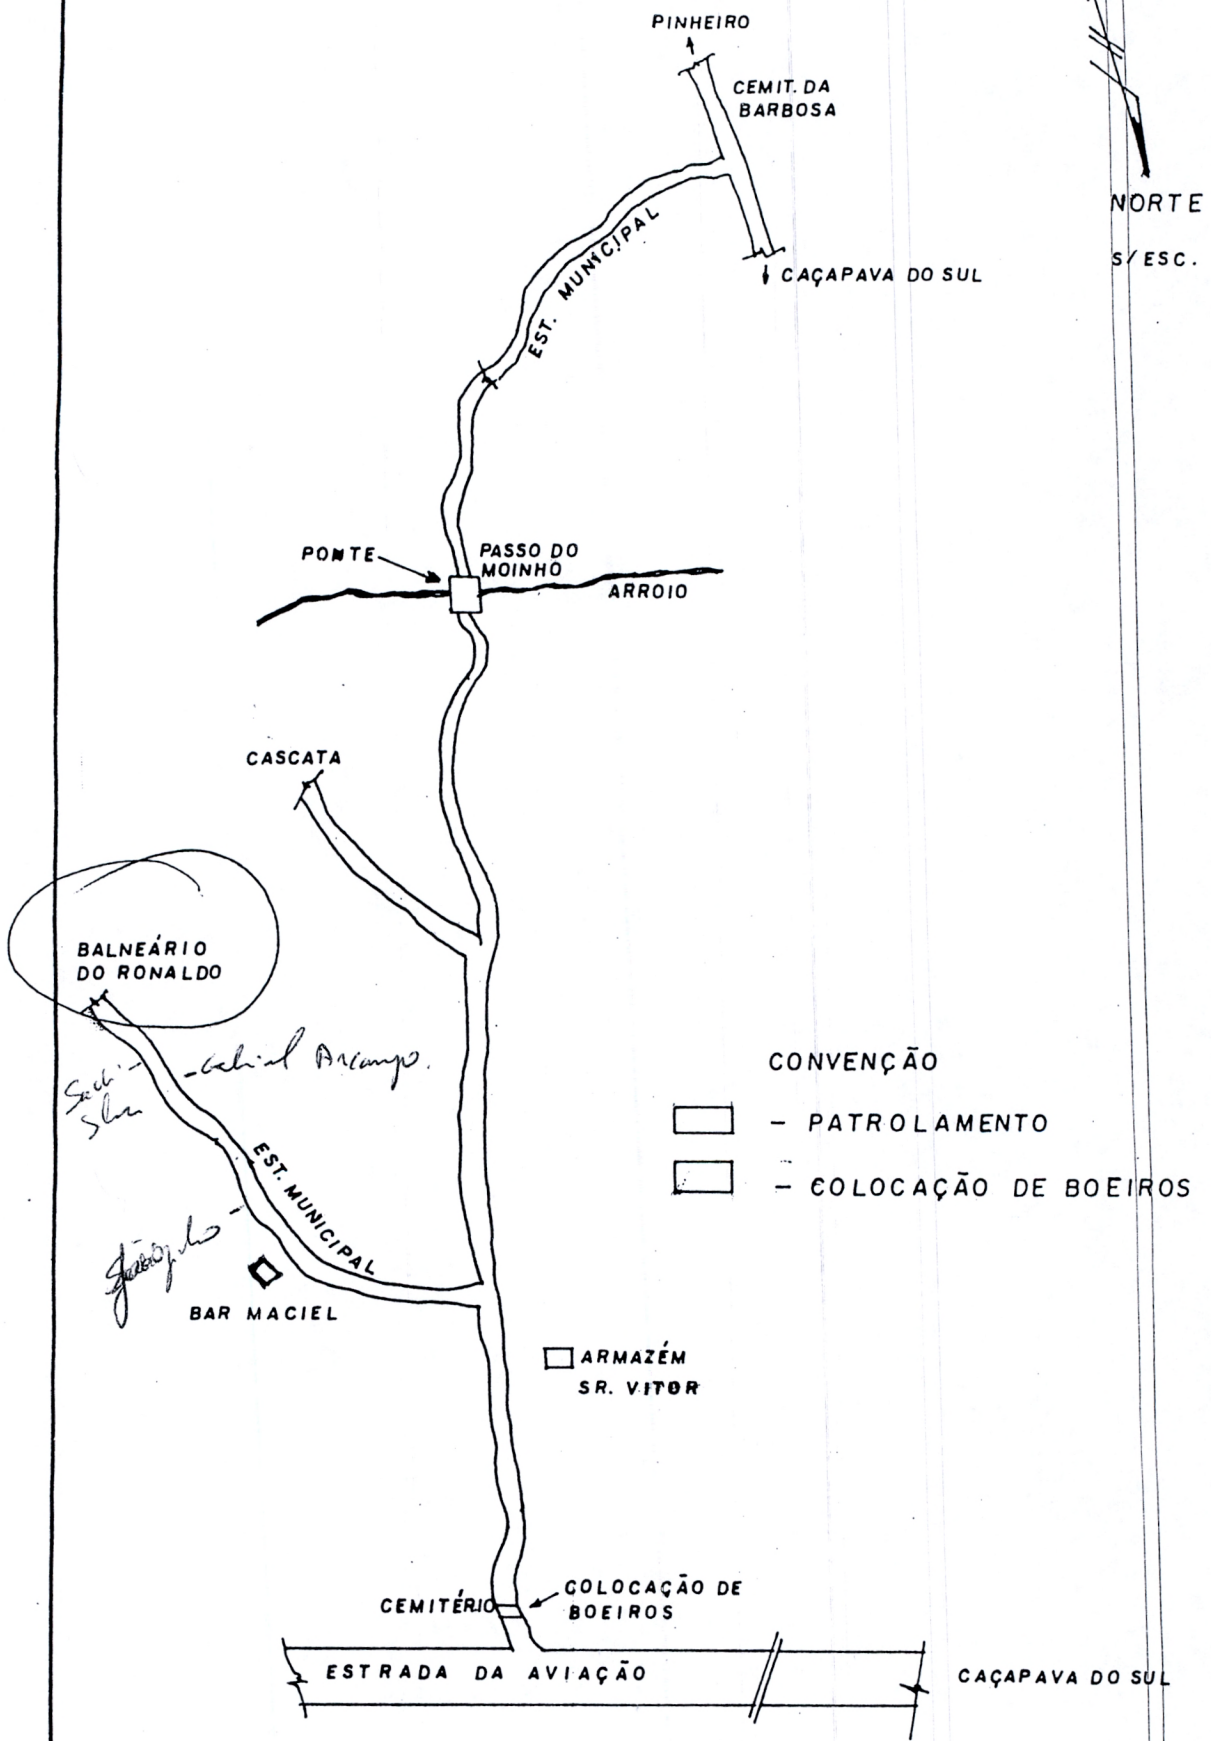 PINHEIRO
CEMIT. DA
BARBOSA
NORTE
S/ESC.
EST. MUNICIPAL
CAÇAPAVA DO SUL
PONTE
PASSO DO
MOINHO
ARROIO
CASCATA
BALNEÁRIO
DO RONALDO
EST. MUNICIPAL
BAR MACIEL
CONVENÇÃO
- PATROLAMENTO
- COLOCAÇÃO DE BOEIROS
ARMAZÉM
SR. VITOR
CEMITÉRIO
COLOCAÇÃO DE
BOEIROS
ESTRADA DA AVIAÇÃO
CAÇAPAVA DO SUL